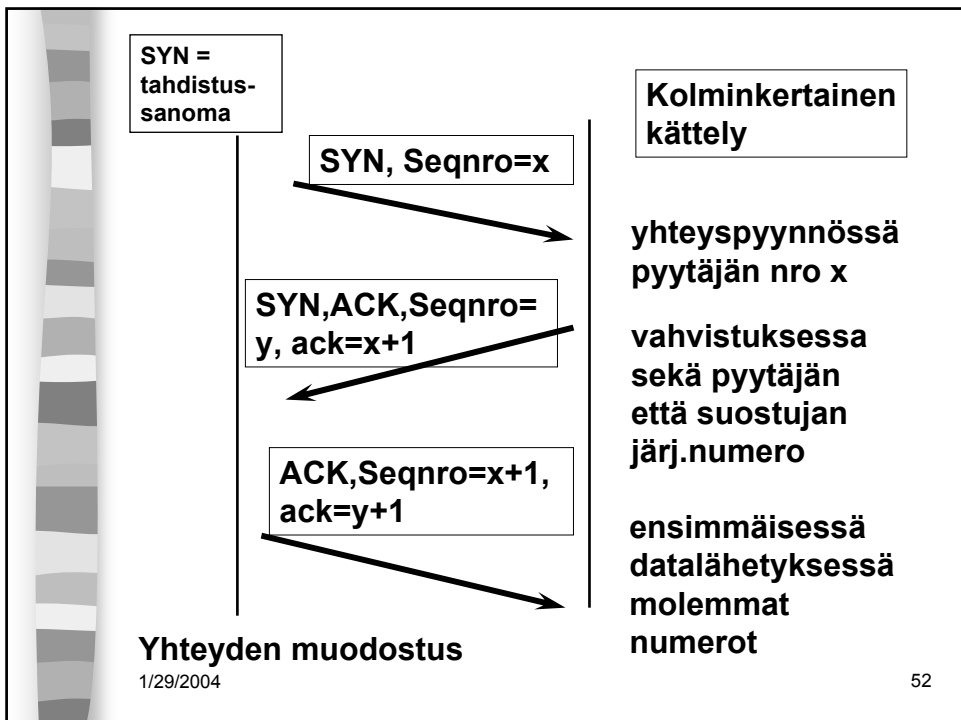 SYN =
tahdistus-
sanoma
Kolminkertainen
kättely
SYN, Seqnro=x
yhteyspyynnössä
pyytäjän nro x
SYN,ACK,Seqnro=
y, ack=x+1
vahvistuksessa
sekä pyytäjän
että suostujan
järj.numero
ACK,Seqnro=x+1,
ack=y+1
ensimmäisessä
datalähetyksessä
molemmat
numerot
Yhteyden muodostus
1/29/2004
52